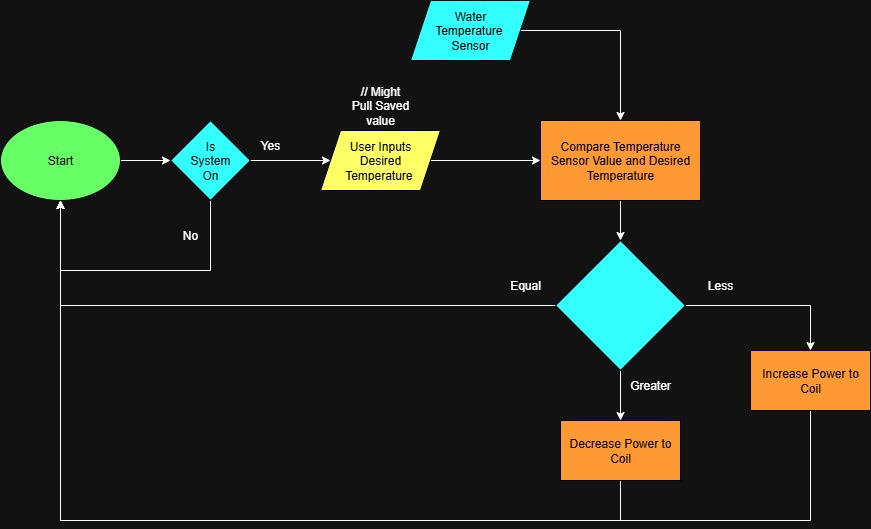 Water
Temperature
Sensor
// Might
Pull Saved
value
Start
Is
System
On
Yes
User Inputs
Desired
Temperature
Compare Temperature
Sensor Value and Desired
Temperature
No
Equal
Less
Increase Power to
Coil
Greater
Decrease Power to
Coil